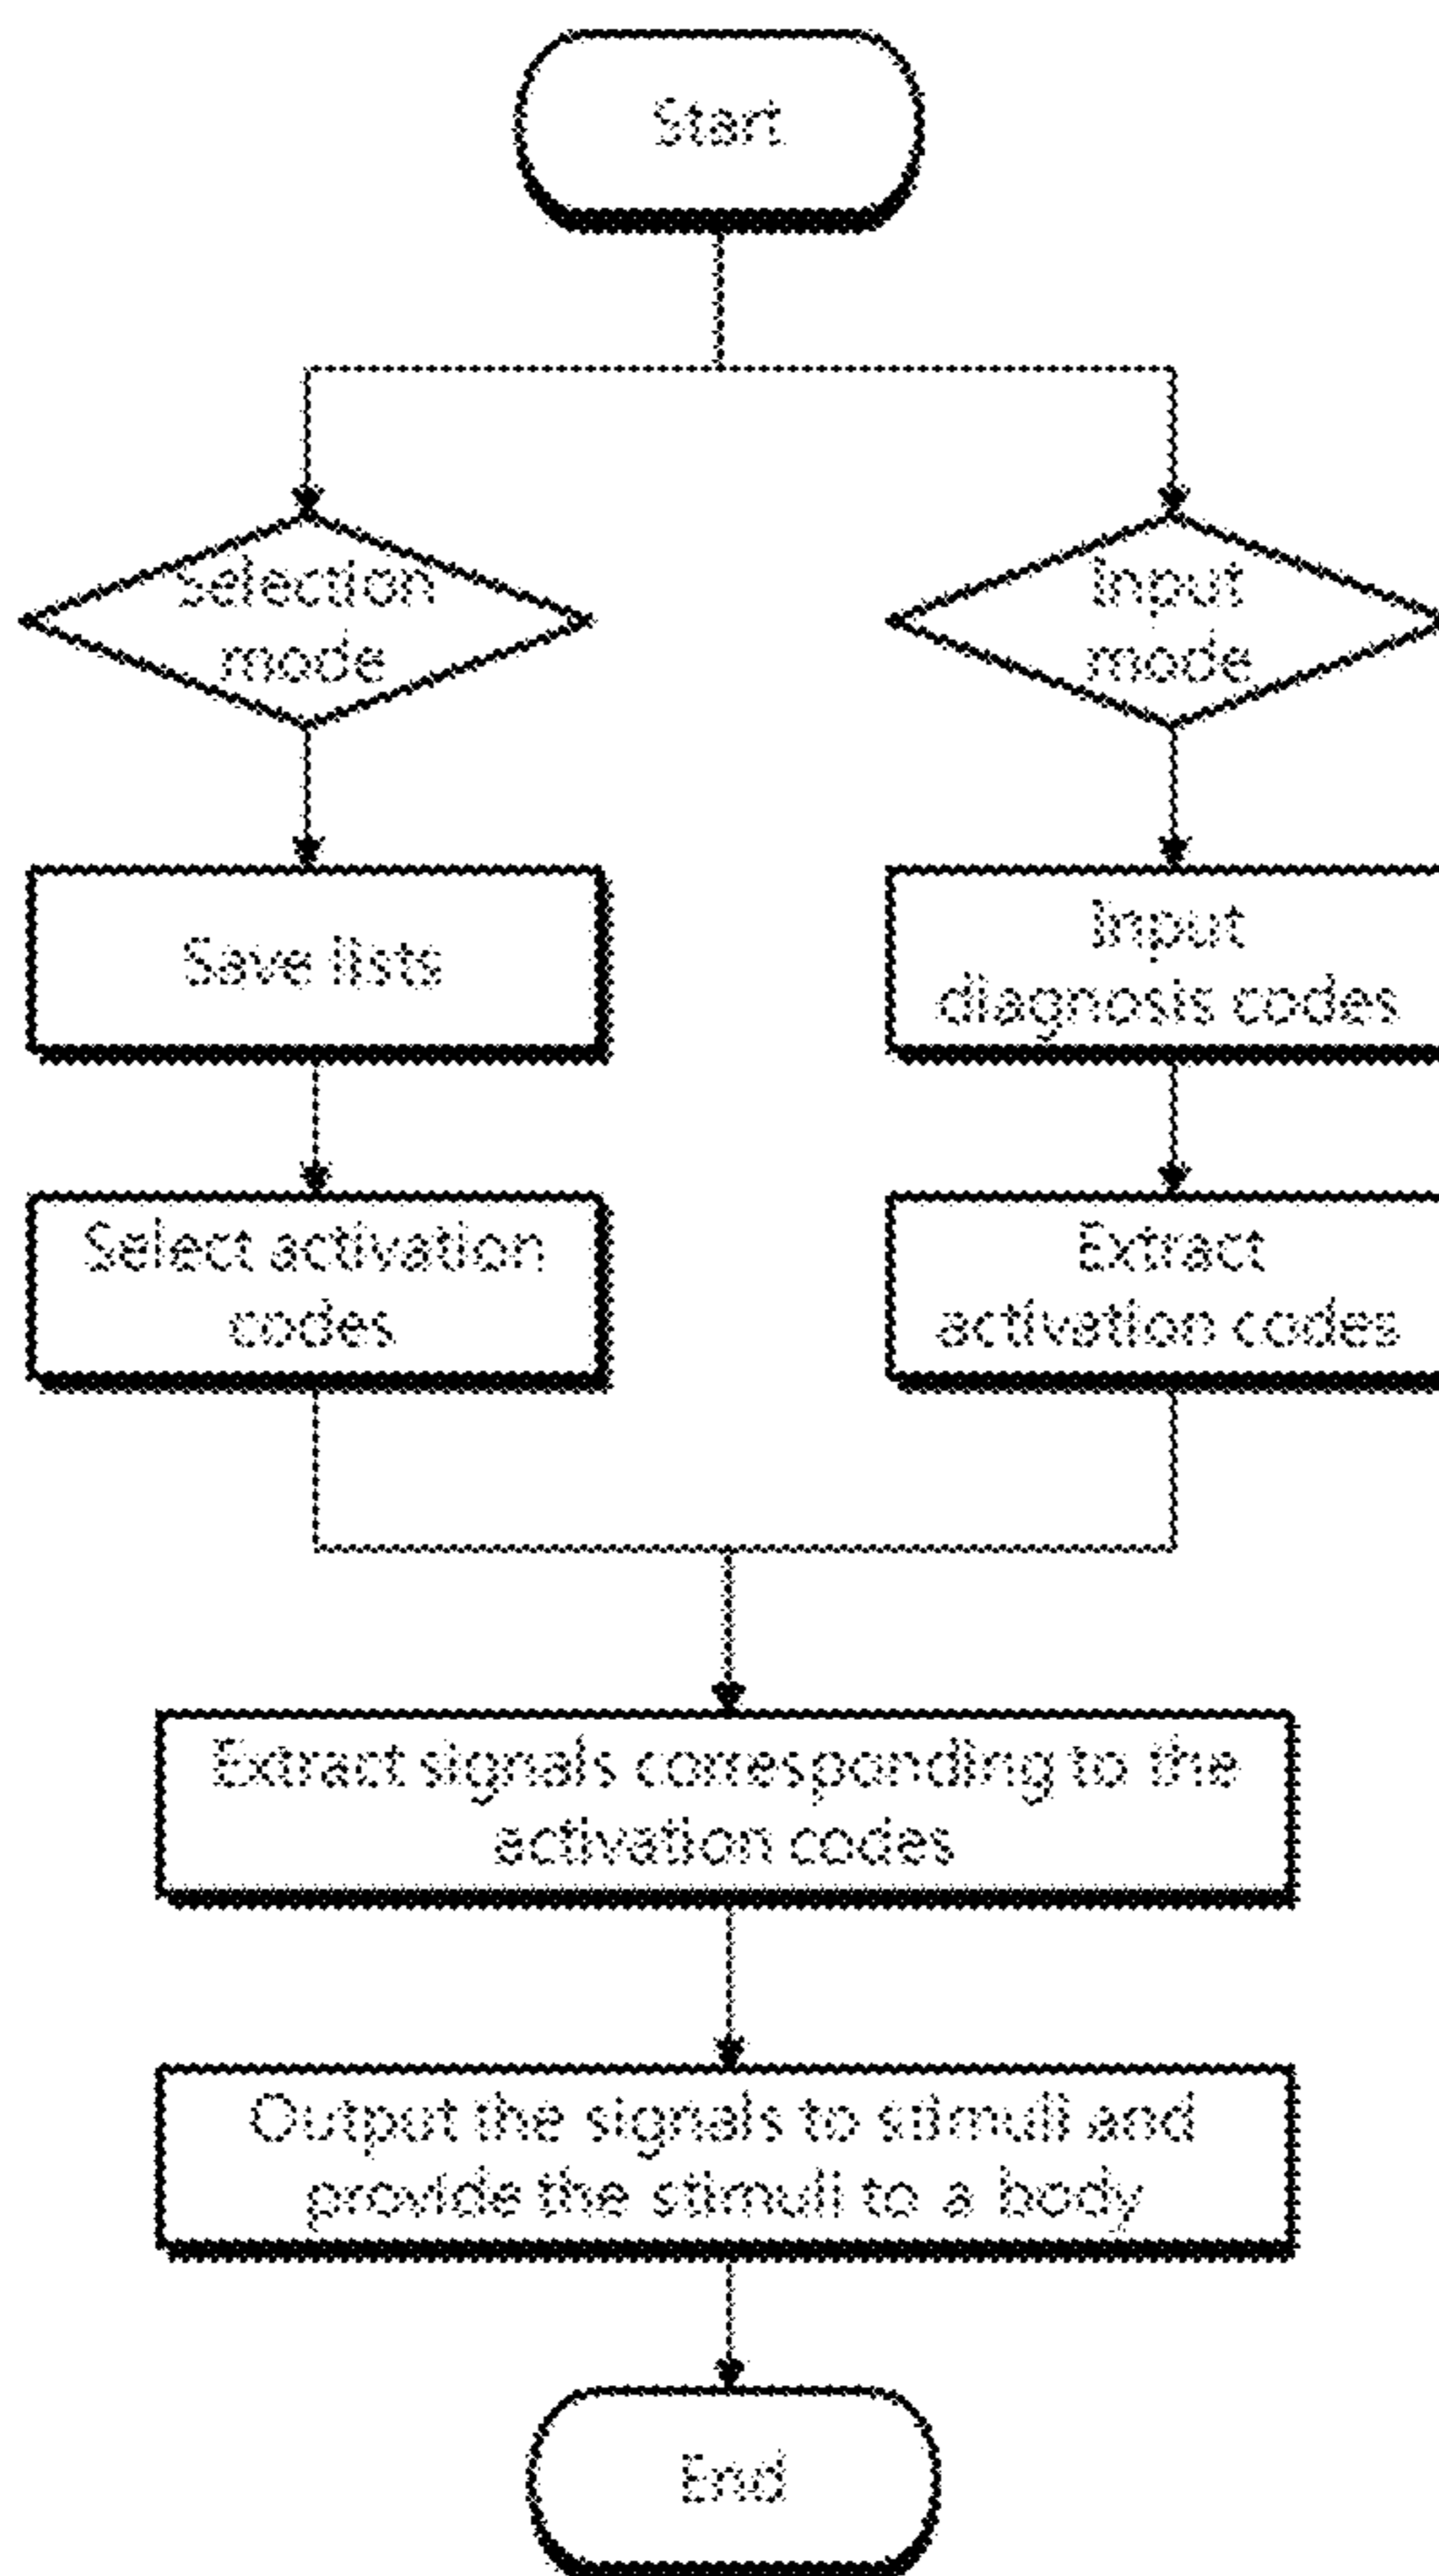 Start
Selection
mode
Input
mode
Save lists
Input
diagnosis codes
Select activation
codes
Extract
activation codes
Extract signals corresponding to the
activation codes
Output the signals to stimuli and
provide the stimuli to a body
End